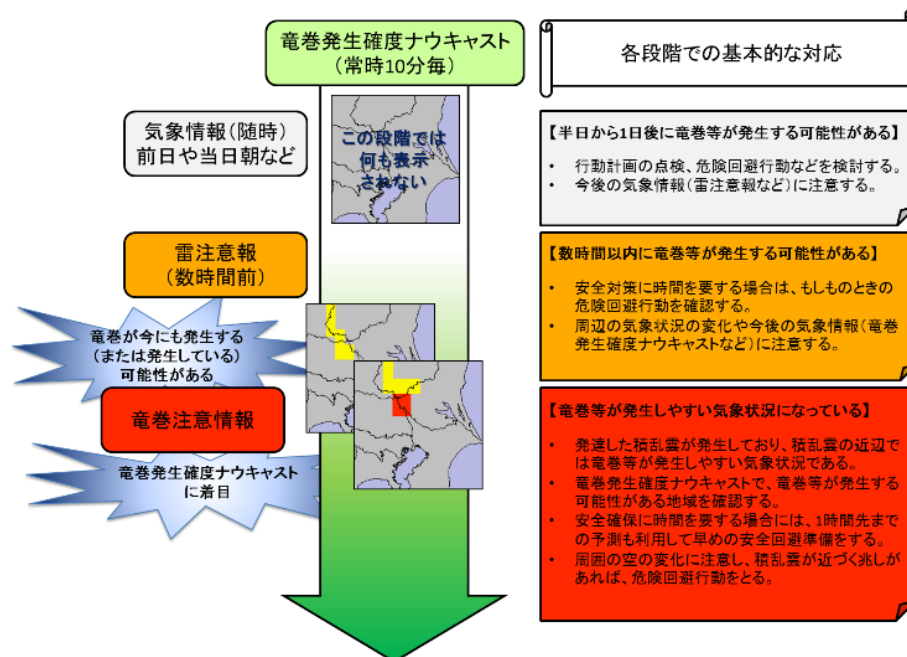 竜巻発生確度ナウキャスト
(常時10分毎)
各段階での基本的な対応
気象情報(随時)
前日や当日朝など
この段階では
何も表示
されない
【半日から1日後に竜巻等が発生する可能性がある】
・ 行動計画の点検、危険回避行動などを検討する。
・ 今後の気象情報(雷注意報など)に注意する。
雷注意報
(数時間前)
【数時間以内に竜巻等が発生する可能性がある】
・ 安全対策に時間を要する場合は、もしものときの
危険回避行動を確認する。
・ 周辺の気象状況の変化や今後の気象情報(竜巻
発生確度ナウキャストなど)に注意する。
竜巻が今にも発生する
(または発生している)
可能性がある
竜巻注意情報
竜巻発生確度ナウキャスト
に着目
【竜巻等が発生しやすい気象状況になっている】
・ 発達した積乱雲が発生しており、積乱雲の近辺で
は竜巻等が発生しやすい気象状況である。
・ 竜巻発生確度ナウキャストで、竜巻等が発生する
可能性がある地域を確認する。
・ 安全確保に時間を要する場合には、1時間先まで
の予測も利用して早めの安全回避準備をする。
・ 周囲の空の変化に注意し、積乱雲が近づく兆しが
あれば、危険回避行動をとる。